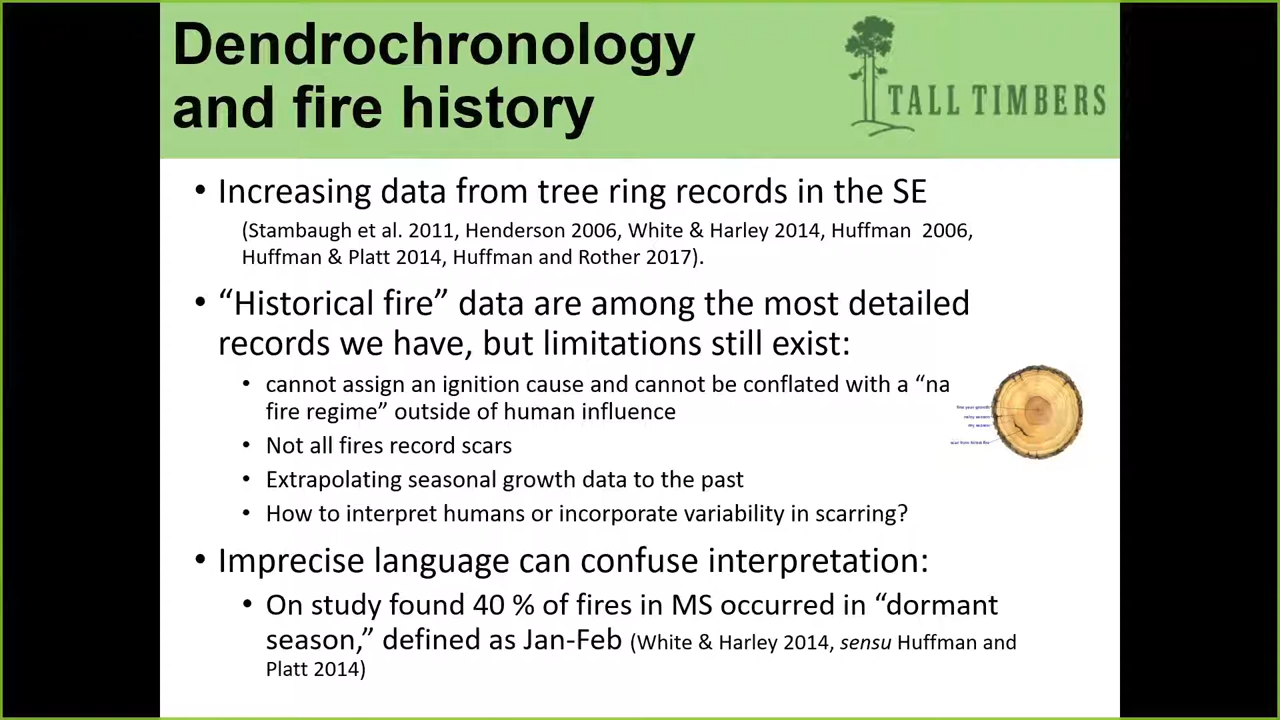 Dendrochronology
and fire history
TALL TIMBERS
• Increasing data from tree ring records in the SE
(Stambaugh et al. 2011, Henderson 2006, White & Harley 2014, Huffman 2006,
Huffman & Platt 2014, Huffman and Rother 2017).
• “Historical fire” data are among the most detailed
records we have, but limitations still exist:
• cannot assign an ignition cause and cannot be conflated with a “na
fire regime” outside of human influence
• Not all fires record scars
• Extrapolating seasonal growth data to the past
• How to interpret humans or incorporate variability in scarring?
• Imprecise language can confuse interpretation:
• On study found 40 % of fires in MS occurred in “dormant
season,” defined as Jan-Feb (White & Harley 2014, sensu Huffman and
Platt 2014)